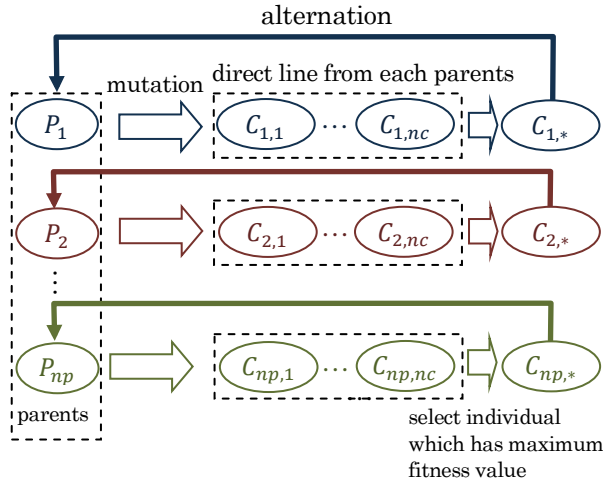 alternation
mutation
direct line from each parents
P₁
C₁,₁ ⋯ C₁,nc
C₁,*
P₂
C₂,₁ ⋯ C₂,nc
C₂,*
⋮
Pnp
Cnp,₁ ⋯ Cnp,nc
Cnp,*
parents
select individual
which has maximum
fitness value